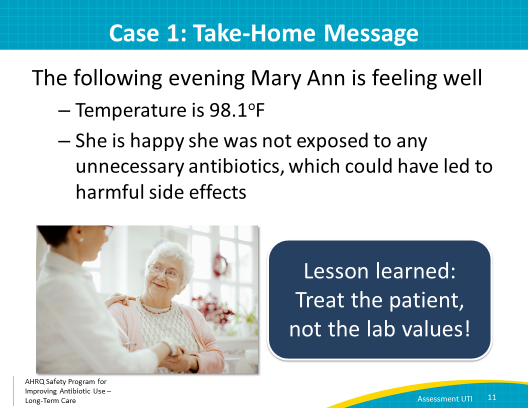 Case 1: Take-Home Message
The following evening Mary Ann is feeling well
– Temperature is 98.1ºF
– She is happy she was not exposed to any
unnecessary antibiotics, which could have led to
harmful side effects
Lesson learned:
Treat the patient,
not the lab values!
AHRQ Safety Program for
Improving Antibiotic Use –
Long-Term Care
Assessment UTI 11